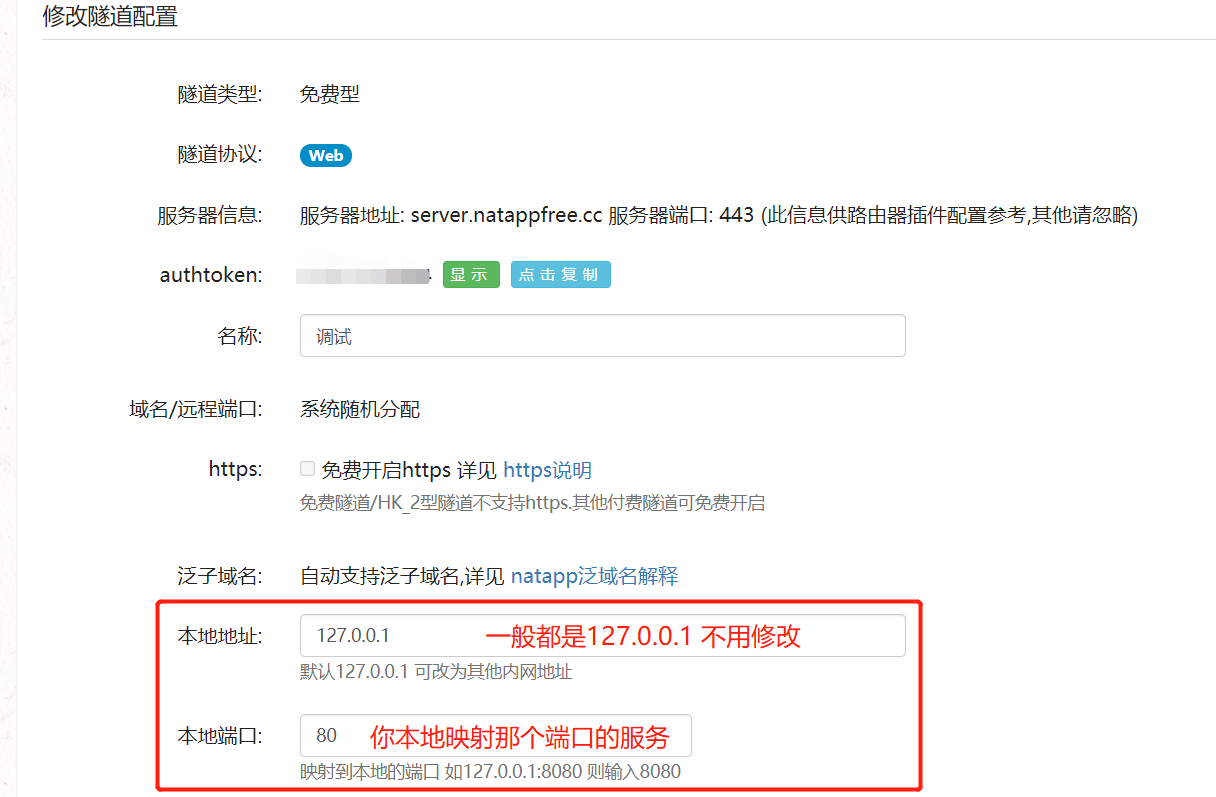 修改隧道配置
隧道类型: 免费型
隧道协议: Web
服务器信息: 服务器地址: server.natappfree.cc 服务器端口: 443 (此信息供路由器插件配置参考,其他请忽略)
authtoken: 显示 点击复制
名称: 调试
域名/远程端口: 系统随机分配
https: 免费开启https 详见 https说明
免费隧道/HK_2型隧道不支持https.其他付费隧道可免费开启
泛子域名: 自动支持泛子域名,详见 natapp泛域名解释
本地地址: 127.0.0.1 一般都是127.0.0.1 不用修改
默认127.0.0.1 可改为其他内网地址
本地端口: 80 你本地映射那个端口的服务
映射到本地的端口 如127.0.0.1:8080 则输入8080